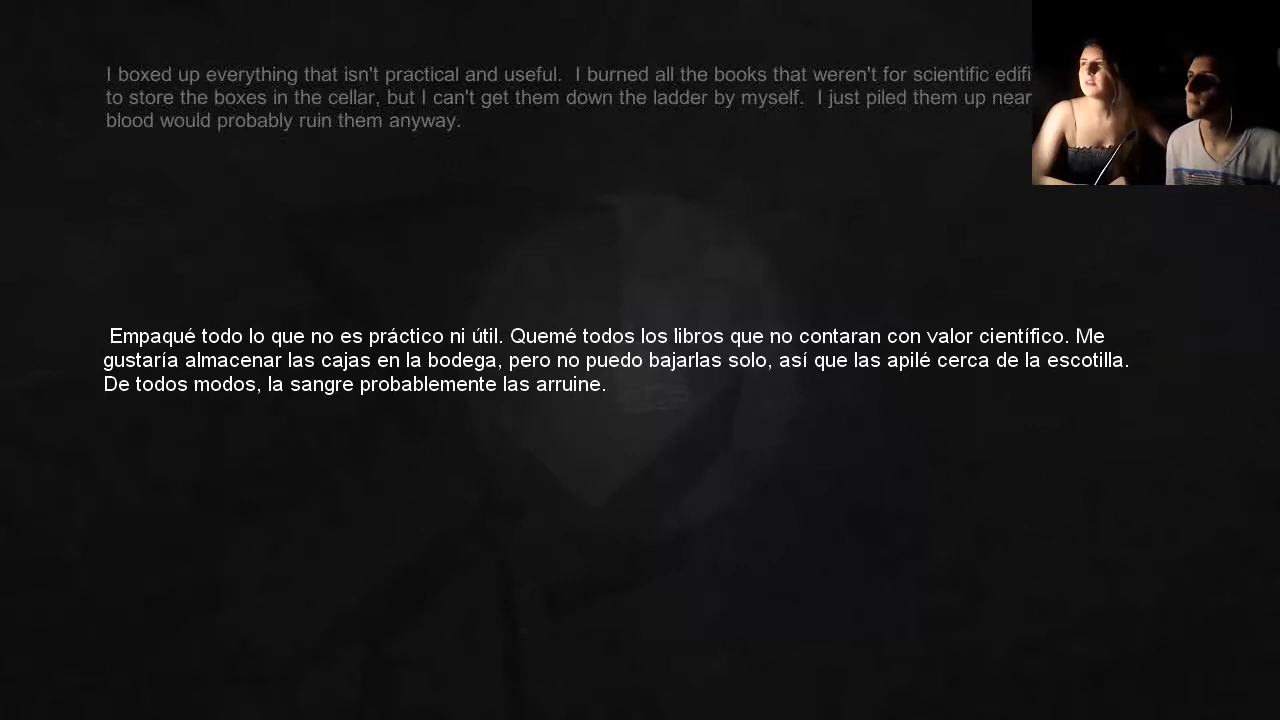 I boxed up everything that isn't practical and useful.  I burned all the books that weren't for scientific edifi
to store the boxes in the cellar, but I can't get them down the ladder by myself.  I just piled them up near
blood would probably ruin them anyway.
Empaqué todo lo que no es práctico ni útil. Quemé todos los libros que no contaran con valor científico. Me
gustaría almacenar las cajas en la bodega, pero no puedo bajarlas solo, así que las apilé cerca de la escotilla.
De todos modos, la sangre probablemente las arruine.